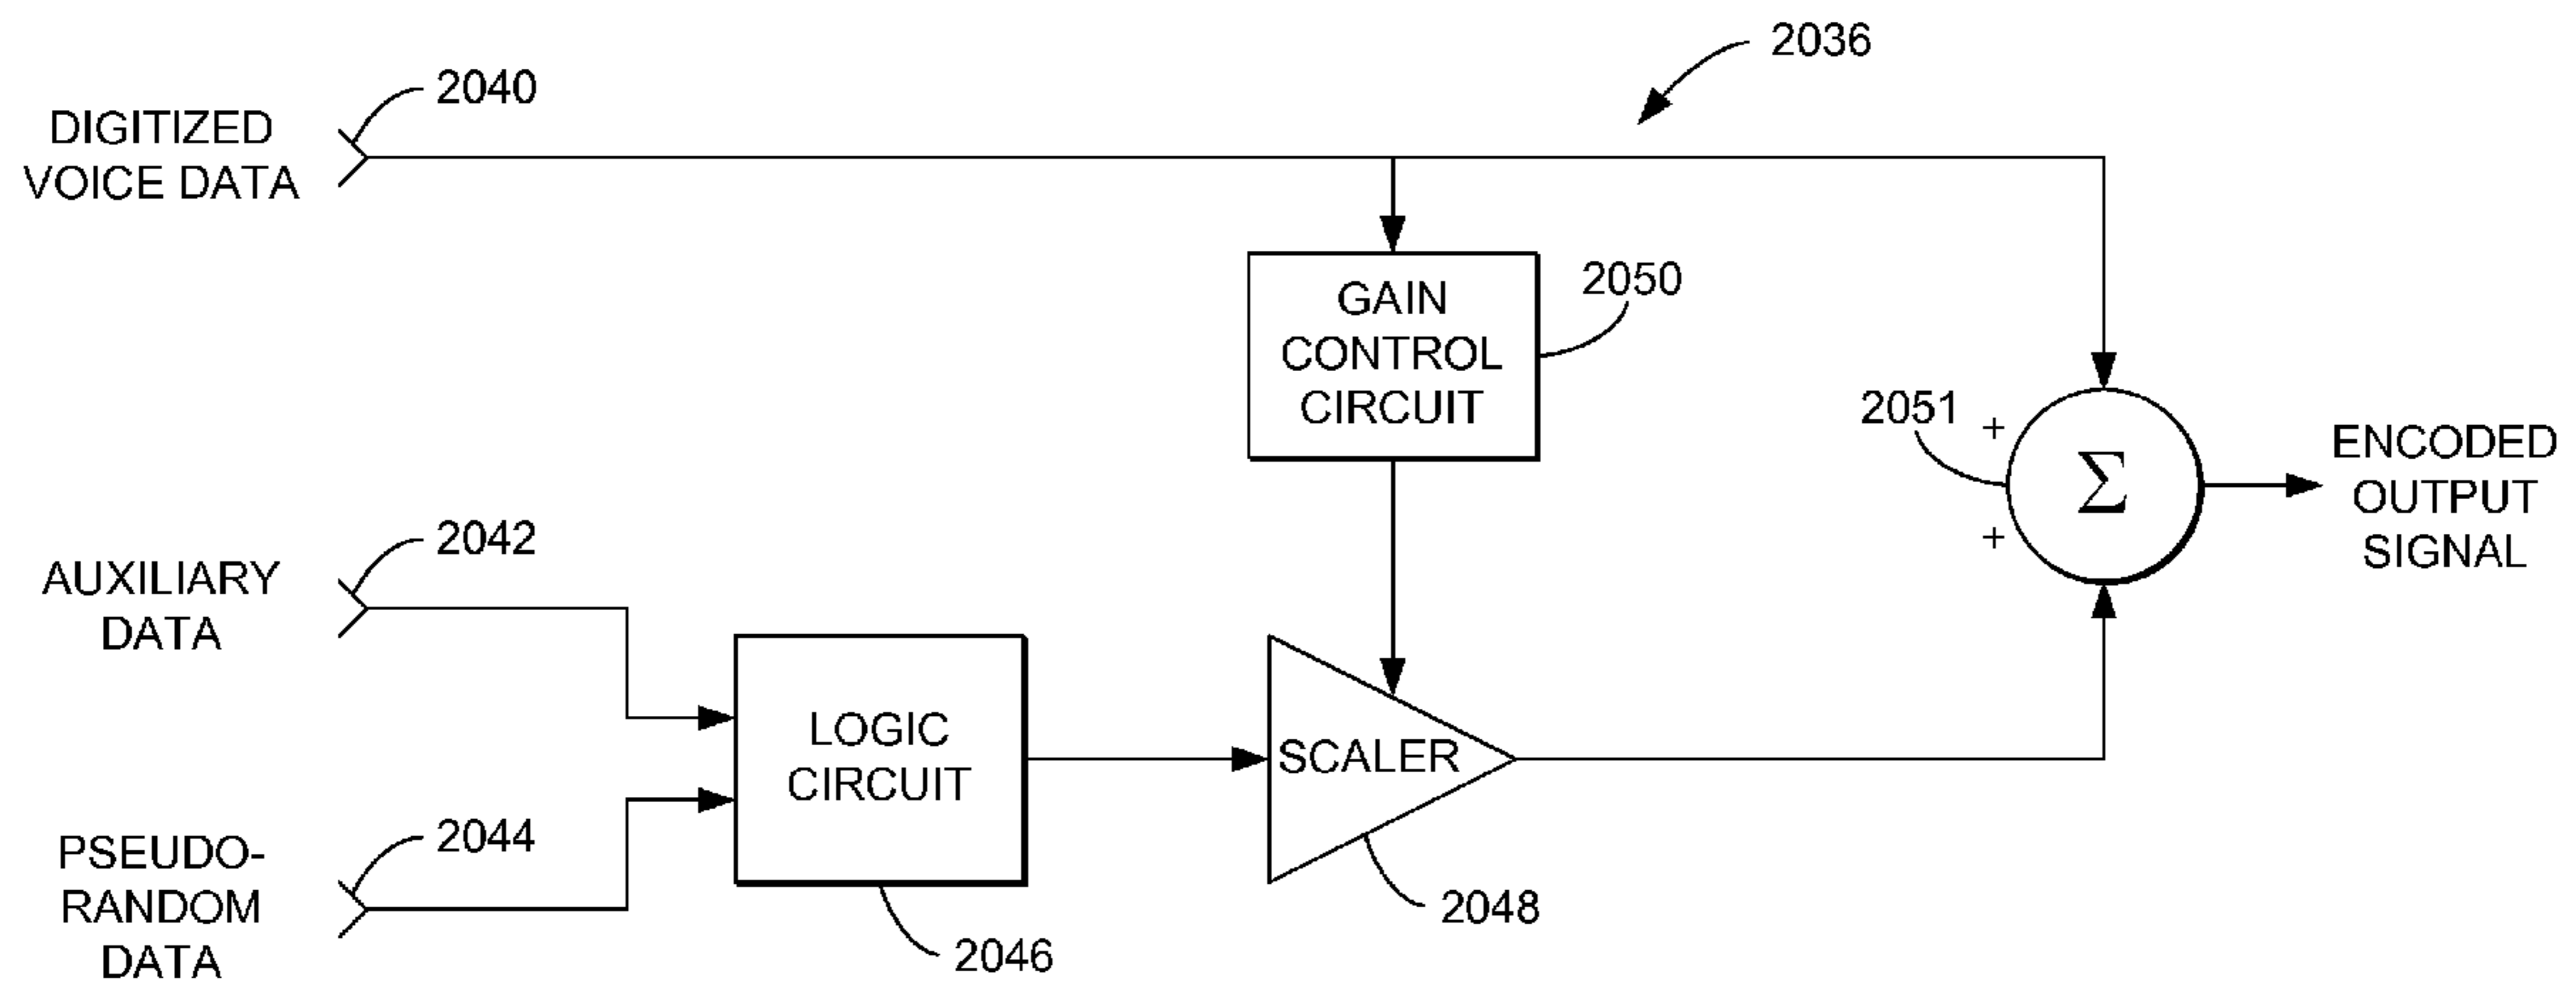 2036
2040
DIGITIZED
VOICE DATA
GAIN
CONTROL
CIRCUIT
2050
2051
+
Σ
+
ENCODED
OUTPUT
SIGNAL
2042
AUXILIARY
DATA
LOGIC
CIRCUIT
SCALER
2044
PSEUDO-
RANDOM
DATA
2046
2048